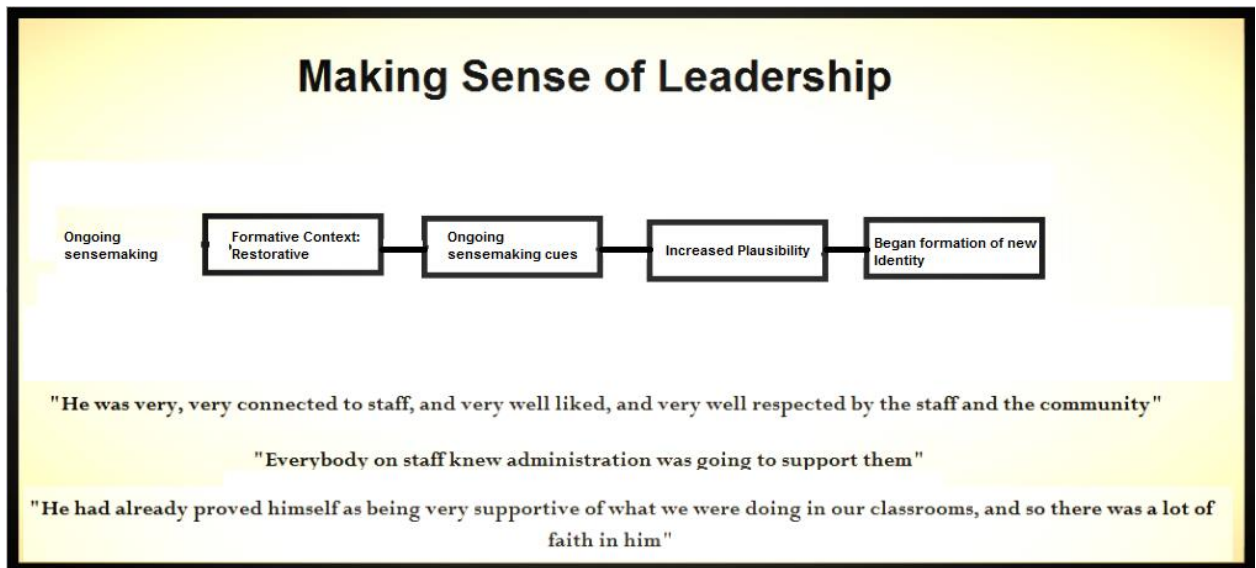 Making Sense of Leadership
Ongoing
sensemaking
Formative Context:
Restorative
Ongoing
sensemaking cues
Increased Plausibility
Began formation of new
Identity
"He was very, very connected to staff, and very well liked, and very well respected by the staff and the community"
"Everybody on staff knew administration was going to support them"
"He had already proved himself as being very supportive of what we were doing in our classrooms, and so there was a lot of
faith in him"